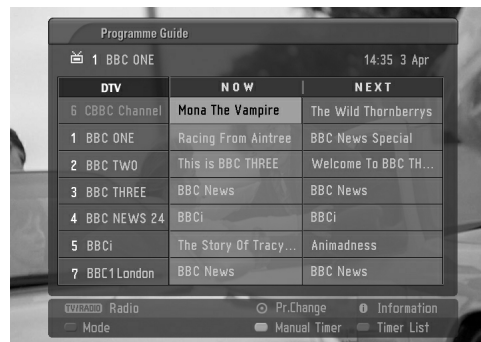 Programme Guide
1 BBC ONE 14:35 3 Apr
DTV NOW NEXT
6 CBBC Channel Mona The Vampire The Wild Thornberrys
1 BBC ONE Racing From Aintree BBC News Special
2 BBC TWO This is BBC THREE Welcome To BBC TH...
3 BBC THREE BBC News BBC News
4 BBC NEWS 24 BBCi BBCi
5 BBCi The Story Of Tracy... Animadness
7 BBC1 London BBC News BBC News
TV/RADIO Radio Pr.Change i Information
Mode Manual Timer Timer List